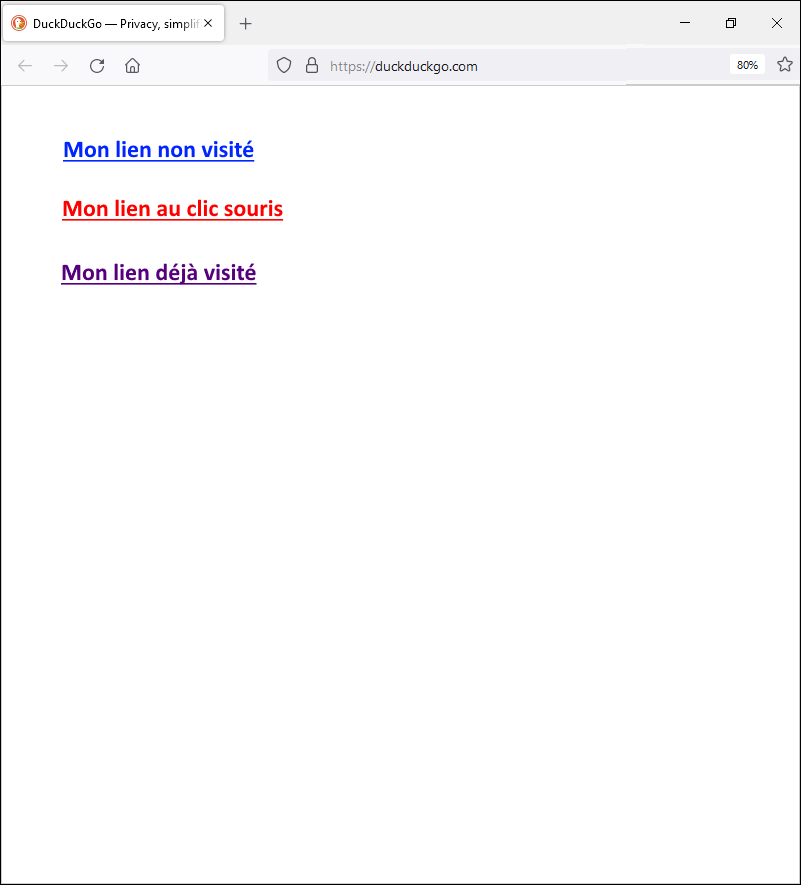 DuckDuckGo — Privacy, simplif
https://duckduckgo.com
80%
Mon lien non visité
Mon lien au clic souris
Mon lien déjà visité